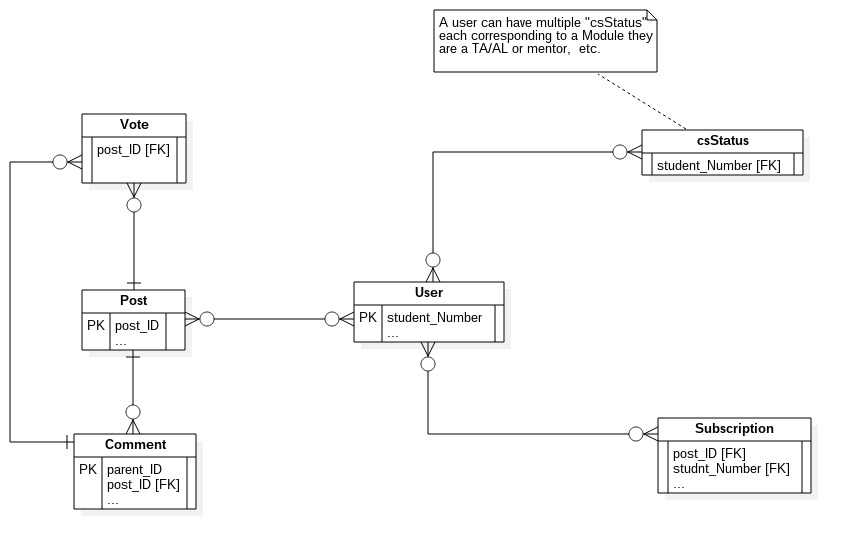 A user can have multiple "csStatus"
each corresponding to a Module they
are a TA/AL or mentor, etc.
Vote
post_ID [FK]
csStatus
student_Number [FK]
Post
PK post_ID
...
User
PK student_Number
...
Comment
PK parent_ID
post_ID [FK]
...
Subscription
post_ID [FK]
studnt_Number [FK]
...